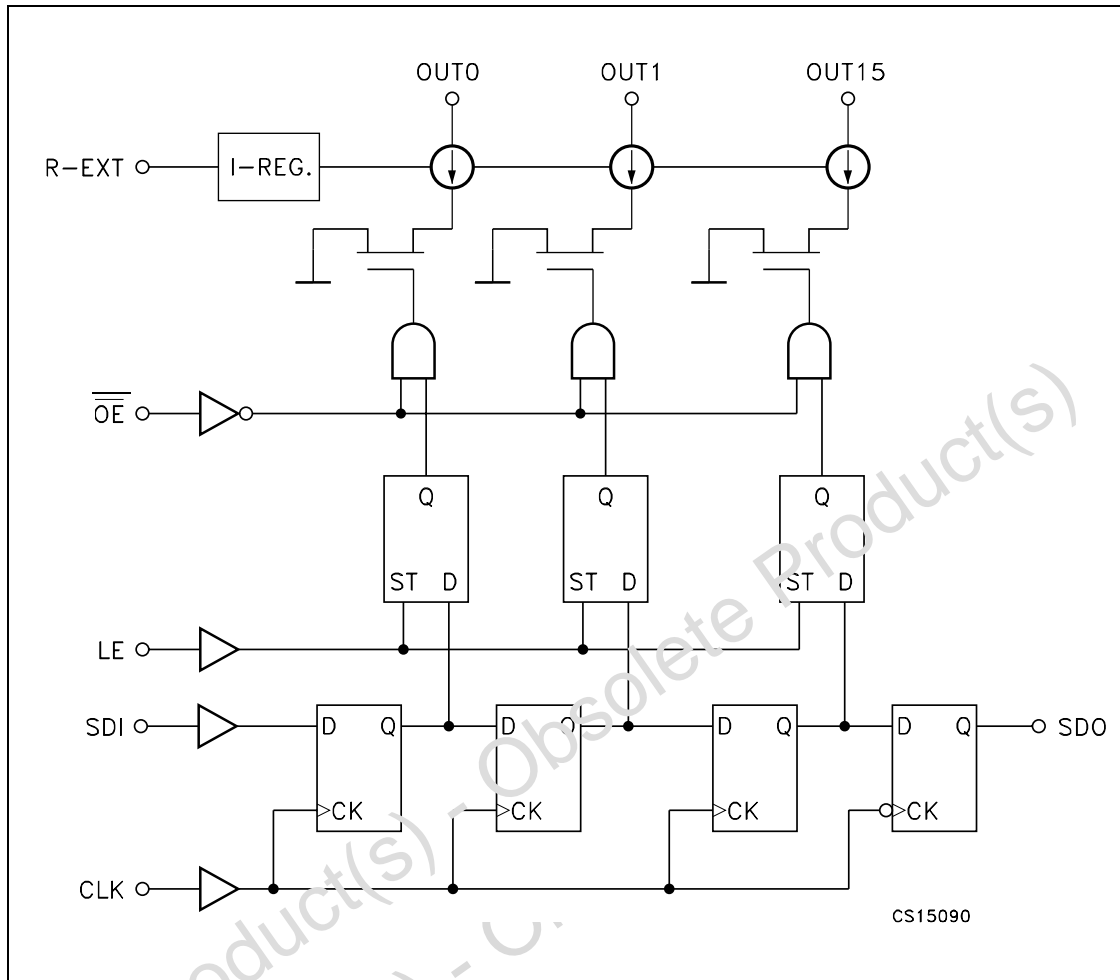 OUT0 OUT1 OUT15
R-EXT I-REG.
OE
Q Q Q
ST D ST D ST D
LE
SDI D Q D Q D Q D Q SDO
CK CK CK CK
CLK
CS15090
Obsolete Product(s)
oduct(s) - Obsolete Product(s)